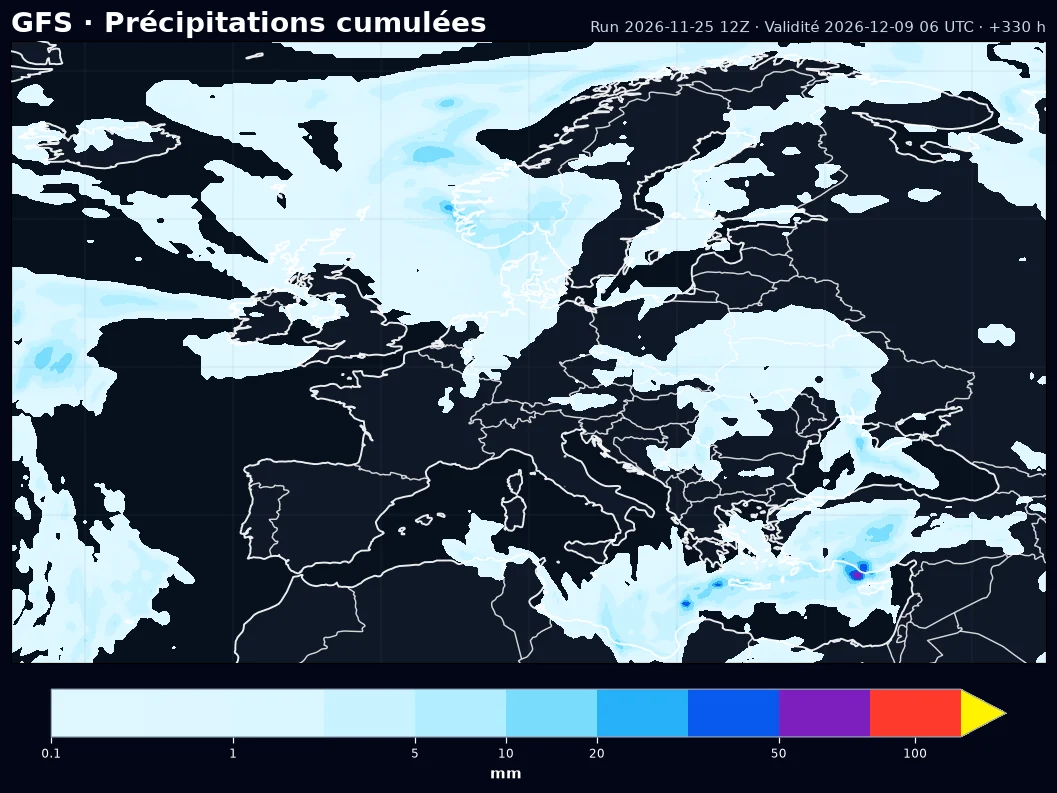 GFS · Précipitations cumulées
Run 2026-11-25 12Z · Validité 2026-12-09 06 UTC · +330 h
0.1 1 5 10 20 50 100
mm